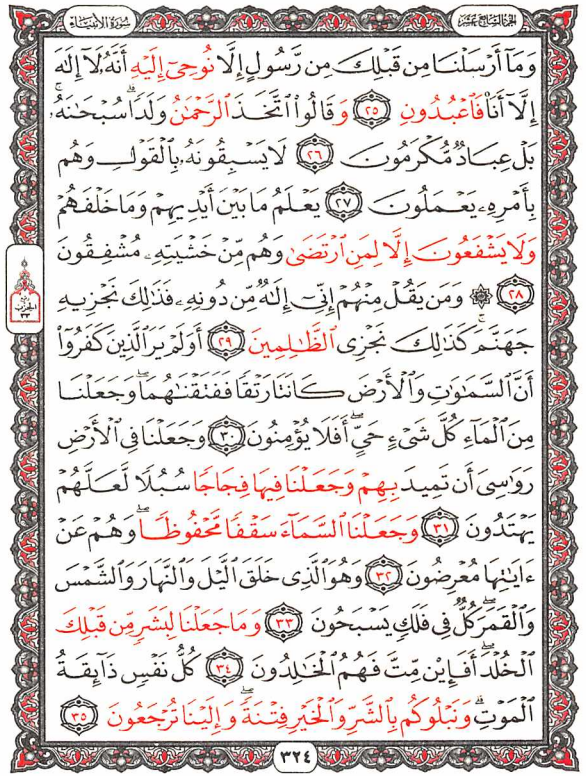 الجزء السابع عشر
سورة الأنبياء
وَمَآ أَرْسَلْنَا مِن قَبْلِكَ مِن رَّسُولٍ إِلَّا نُوحِىٓ إِلَيْهِ أَنَّهُۥ لَآ إِلَٰهَ
إِلَّآ أَنَا۠ فَٱعْبُدُونِ ٢٥ وَقَالُوا۟ ٱتَّخَذَ ٱلرَّحْمَٰنُ وَلَدًا ۗ سُبْحَٰنَهُۥ ۚ
بَلْ عِبَادٌ مُّكْرَمُونَ ٢٦ لَا يَسْبِقُونَهُۥ بِٱلْقَوْلِ وَهُم
بِأَمْرِهِۦ يَعْمَلُونَ ٢٧ يَعْلَمُ مَا بَيْنَ أَيْدِيهِمْ وَمَا خَلْفَهُمْ
وَلَا يَشْفَعُونَ إِلَّا لِمَنِ ٱرْتَضَىٰ وَهُم مِّنْ خَشْيَتِهِۦ مُشْفِقُونَ
٢٨ ۞ وَمَن يَقُلْ مِنْهُمْ إِنِّىٓ إِلَٰهٌ مِّن دُونِهِۦ فَذَٰلِكَ نَجْزِيهِ
جَهَنَّمَ ۚ كَذَٰلِكَ نَجْزِى ٱلظَّٰلِمِينَ ٢٩ أَوَلَمْ يَرَ ٱلَّذِينَ كَفَرُوٓا۟
أَنَّ ٱلسَّمَٰوَٰتِ وَٱلْأَرْضَ كَانَتَا رَتْقًا فَفَتَقْنَٰهُمَا ۖ وَجَعَلْنَا
مِنَ ٱلْمَآءِ كُلَّ شَىْءٍ حَىٍّ ۖ أَفَلَا يُؤْمِنُونَ ٣٠ وَجَعَلْنَا فِى ٱلْأَرْضِ
رَوَٰسِىَ أَن تَمِيدَ بِهِمْ وَجَعَلْنَا فِيهَا فِجَاجًا سُبُلًا لَّعَلَّهُمْ
يَهْتَدُونَ ٣١ وَجَعَلْنَا ٱلسَّمَآءَ سَقْفًا مَّحْفُوظًا ۖ وَهُمْ عَنْ
ءَايَٰتِهَا مُعْرِضُونَ ٣٢ وَهُوَ ٱلَّذِى خَلَقَ ٱلَّيْلَ وَٱلنَّهَارَ وَٱلشَّمْسَ
وَٱلْقَمَرَ ۖ كُلٌّ فِى فَلَكٍ يَسْبَحُونَ ٣٣ وَمَا جَعَلْنَا لِبَشَرٍ مِّن قَبْلِكَ
ٱلْخُلْدَ ۖ أَفَإِي۟ن مِّتَّ فَهُمُ ٱلْخَٰلِدُونَ ٣٤ كُلُّ نَفْسٍ ذَآئِقَةُ
ٱلْمَوْتِ ۗ وَنَبْلُوكُم بِٱلشَّرِّ وَٱلْخَيْرِ فِتْنَةً ۖ وَإِلَيْنَا تُرْجَعُونَ ٣٥
٣٢٤
الحزب
٣٣